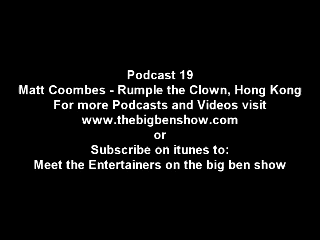 Podcast 19
Matt Coombes - Rumple the Clown, Hong Kong
For more Podcasts and Videos visit
www.thebigbenshow.com
or
Subscribe on itunes to:
Meet the Entertainers on the big ben show